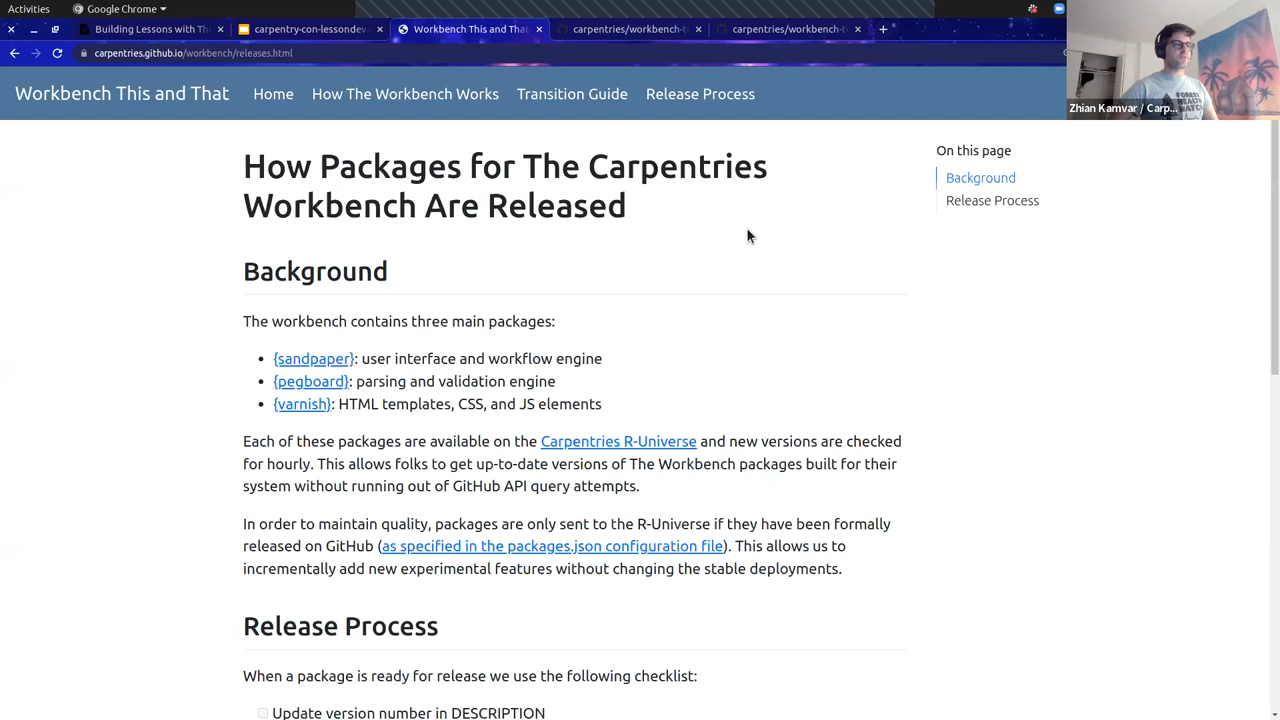 Activities
Google Chrome
Building Lessons with Th
carpentry-con-lessondev
Workbench This and That
carpentries/workbench-t
carpentries/workbench-t
carpentries.github.io/workbench/releases.html
Workbench This and That
Home
How The Workbench Works
Transition Guide
Release Process
FOREST
HEALTH
WATCH
Zhian Kamvar / Carp...
How Packages for The Carpentries
Workbench Are Released
On this page
Background
Release Process
Background
The workbench contains three main packages:
• {sandpaper}: user interface and workflow engine
• {pegboard}: parsing and validation engine
• {varnish}: HTML templates, CSS, and JS elements
Each of these packages are available on the Carpentries R-Universe and new versions are checked
for hourly. This allows folks to get up-to-date versions of The Workbench packages built for their
system without running out of GitHub API query attempts.
In order to maintain quality, packages are only sent to the R-Universe if they have been formally
released on GitHub (as specified in the packages.json configuration file). This allows us to
incrementally add new experimental features without changing the stable deployments.
Release Process
When a package is ready for release we use the following checklist:
Update version number in DESCRIPTION